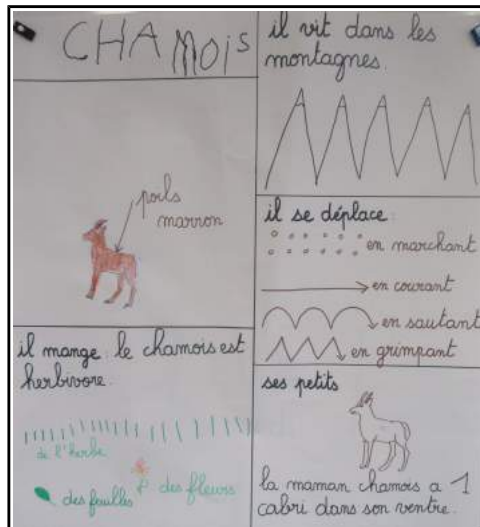 CHAMOIS
poils
marron
il mange : le chamois est
herbivore.
de l'herbe
des feuilles
des fleurs
il vit dans les
montagnes.
il se déplace :
en marchant
en courant
en sautant
en grimpant
ses petits
la maman chamois a 1
cabri dans son ventre.